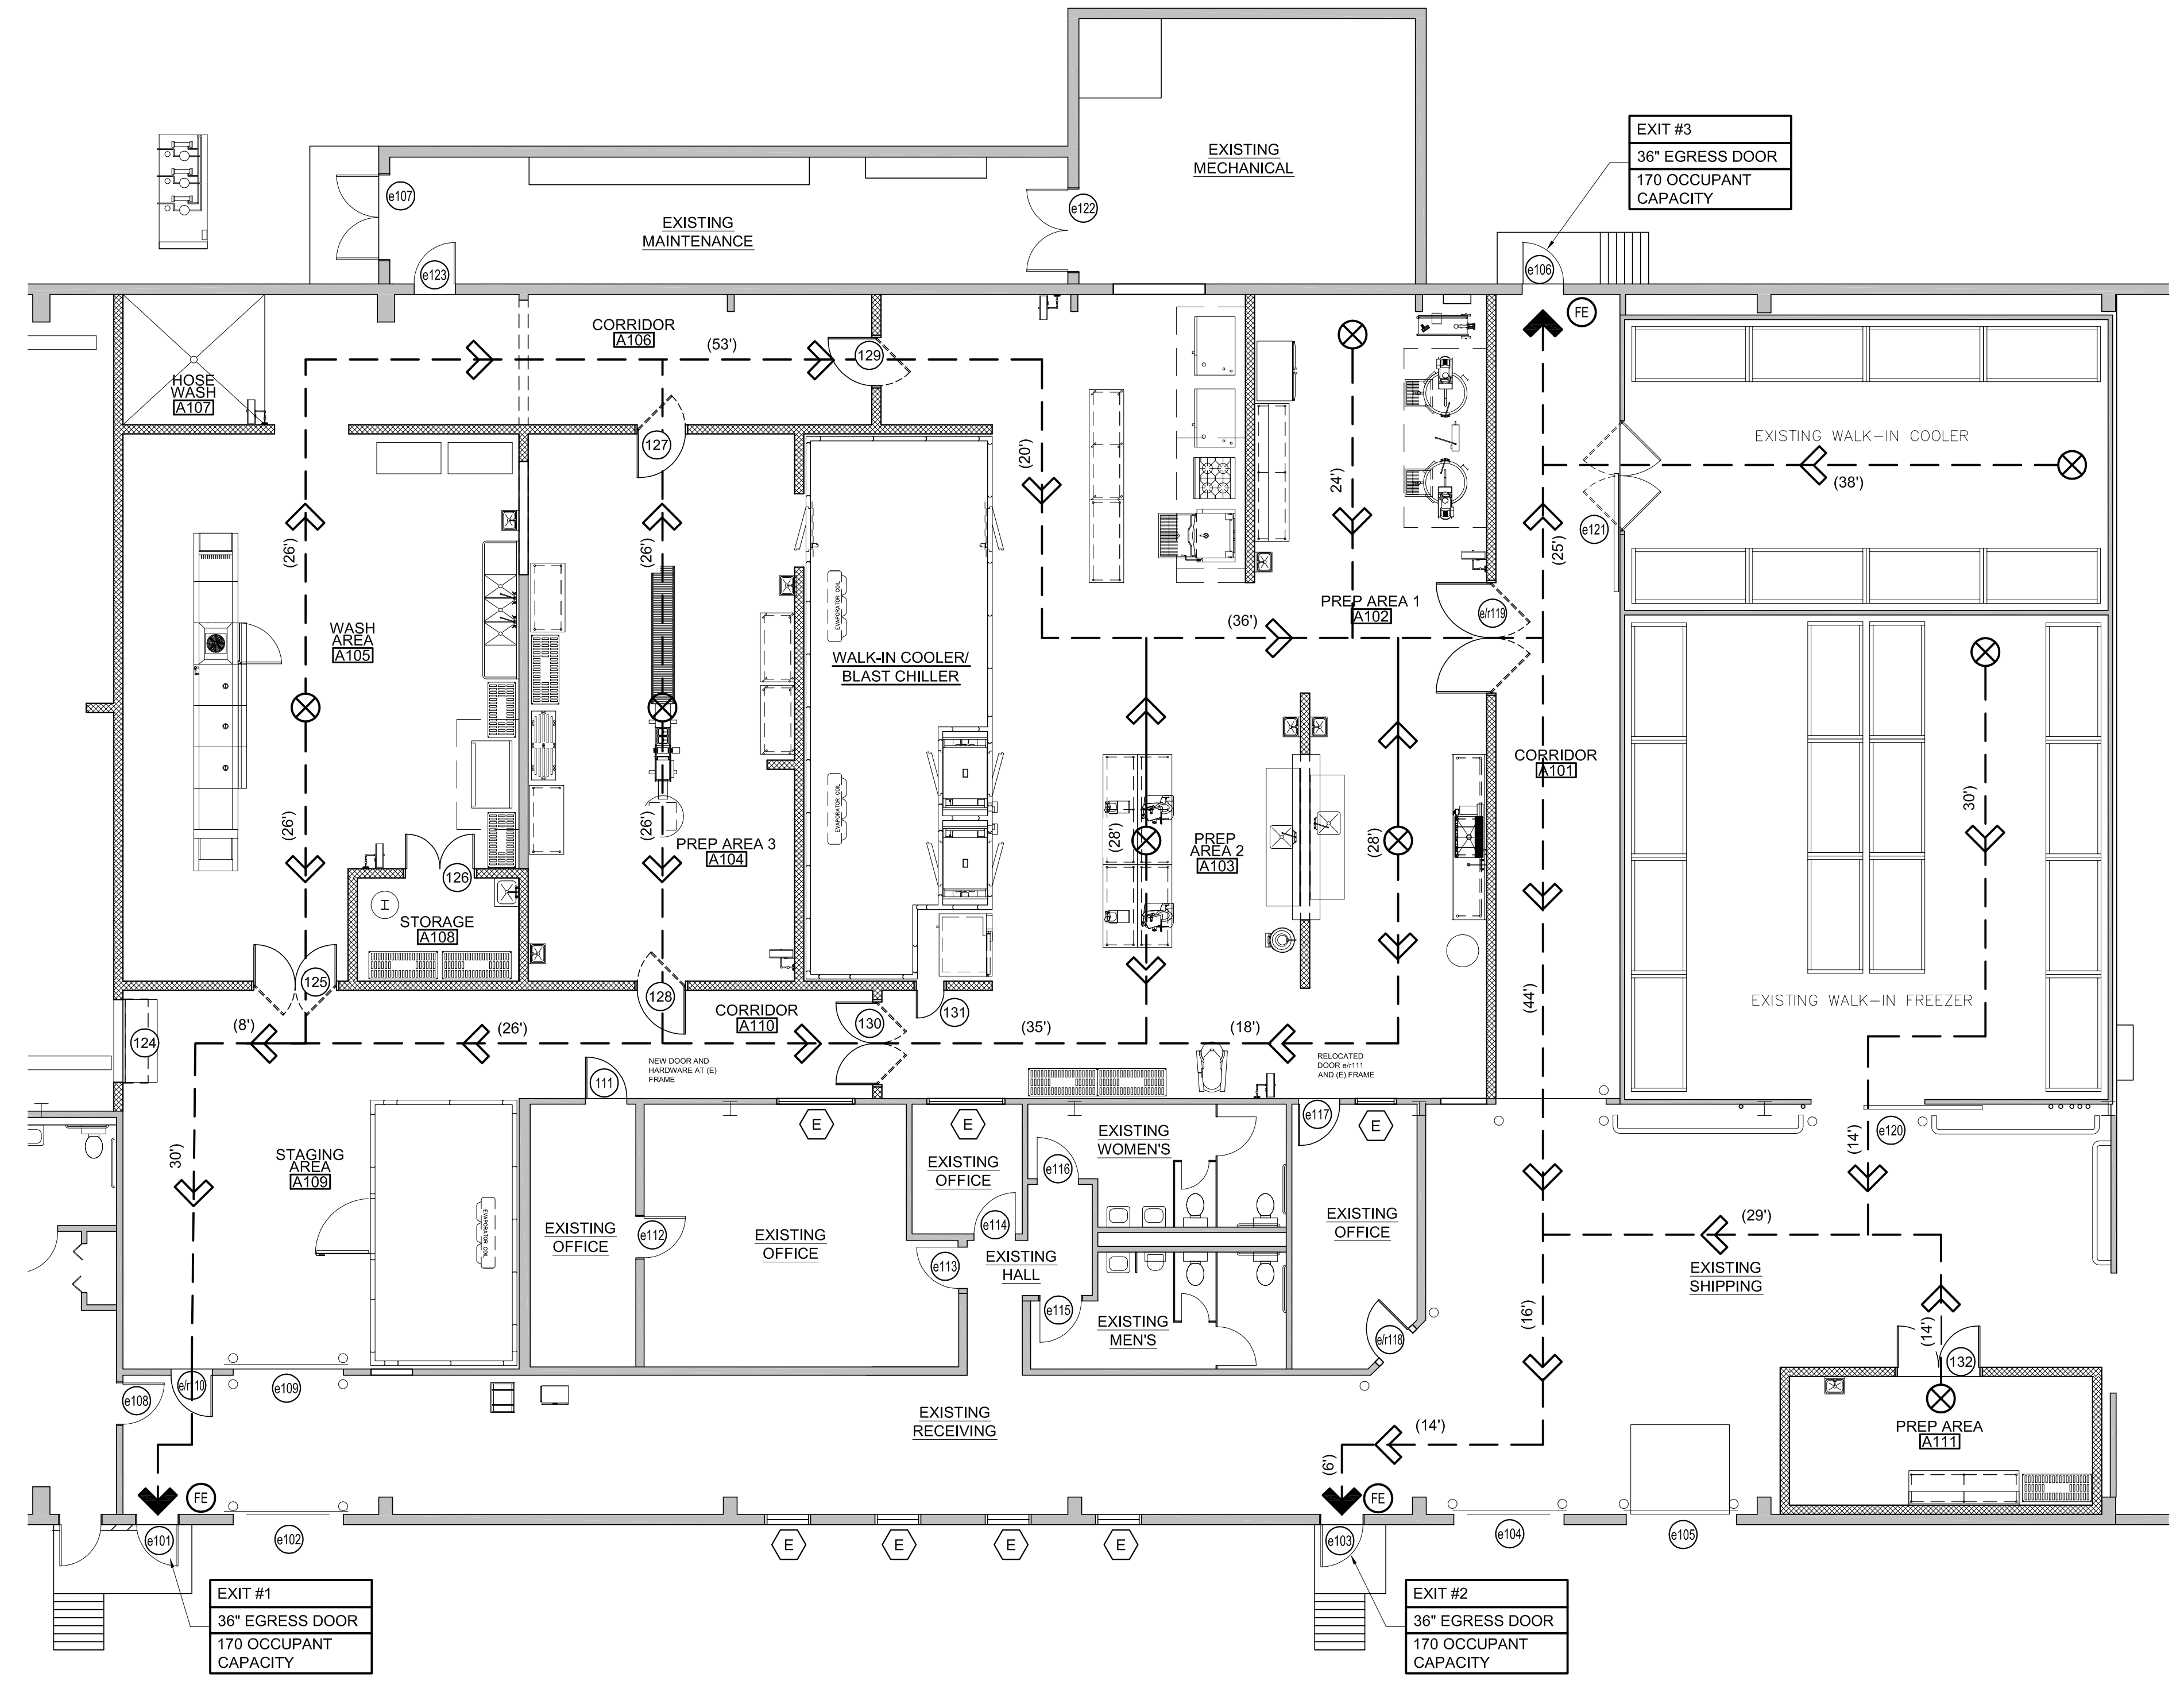 EXIT #3
36" EGRESS DOOR
170 OCCUPANT
CAPACITY
EXISTING
MECHANICAL
e107
EXISTING
MAINTENANCE
e122
e123
e106
FE
CORRIDOR
A106
(53')
129
HOSE
WASH
A107
127
(20')
24')
EXISTING WALK-IN COOLER
(38')
e121
(25')
(26')
(26')
EVAPORATOR COIL
PREP AREA 1
A102
e/r119
(36')
WASH
AREA
A105
WALK-IN COOLER/
BLAST CHILLER
CORRIDOR
A101
30')
(26')
(26')
EVAPORATOR COIL
PREP AREA 3
A104
(28')
PREP
AREA 2
A103
(28')
126
I
STORAGE
A108
125
128
(44')
EXISTING WALK-IN FREEZER
CORRIDOR
A110
130
131
(8')
(26')
(35')
(18')
124
NEW DOOR AND
HARDWARE AT (E)
FRAME
RELOCATED
DOOR e/r111
AND (E) FRAME
111
E
E
e117
E
e120
(14')
30')
STAGING
AREA
A109
EXISTING
WOMEN'S
e116
EXISTING
OFFICE
EVAPORATOR COIL
EXISTING
OFFICE
e112
EXISTING
OFFICE
e114
e113
EXISTING
HALL
EXISTING
OFFICE
(29')
EXISTING
SHIPPING
e115
EXISTING
MEN'S
e/r118
(16')
(14')
132
e108
e/r110
e109
EXISTING
RECEIVING
(14')
PREP AREA
A111
(6')
FE
FE
e101
e102
E
E
E
E
e103
e104
e105
EXIT #1
36" EGRESS DOOR
170 OCCUPANT
CAPACITY
EXIT #2
36" EGRESS DOOR
170 OCCUPANT
CAPACITY